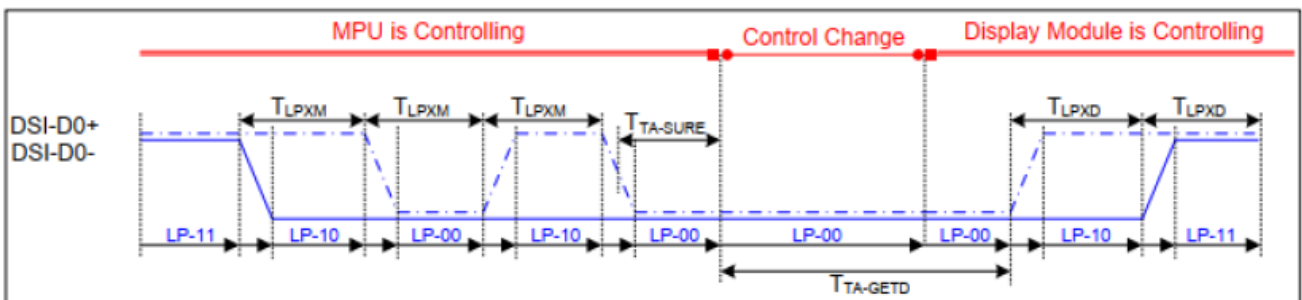 MPU is Controlling Control Change Display Module is Controlling
TLPXM TLPXM TLPXM TLPXD TLPXD
DSI-D0+ TTA-SURE
DSI-D0-
LP-11 LP-10 LP-00 LP-10 LP-00 LP-00 LP-00 LP-10 LP-11
TTA-GETD